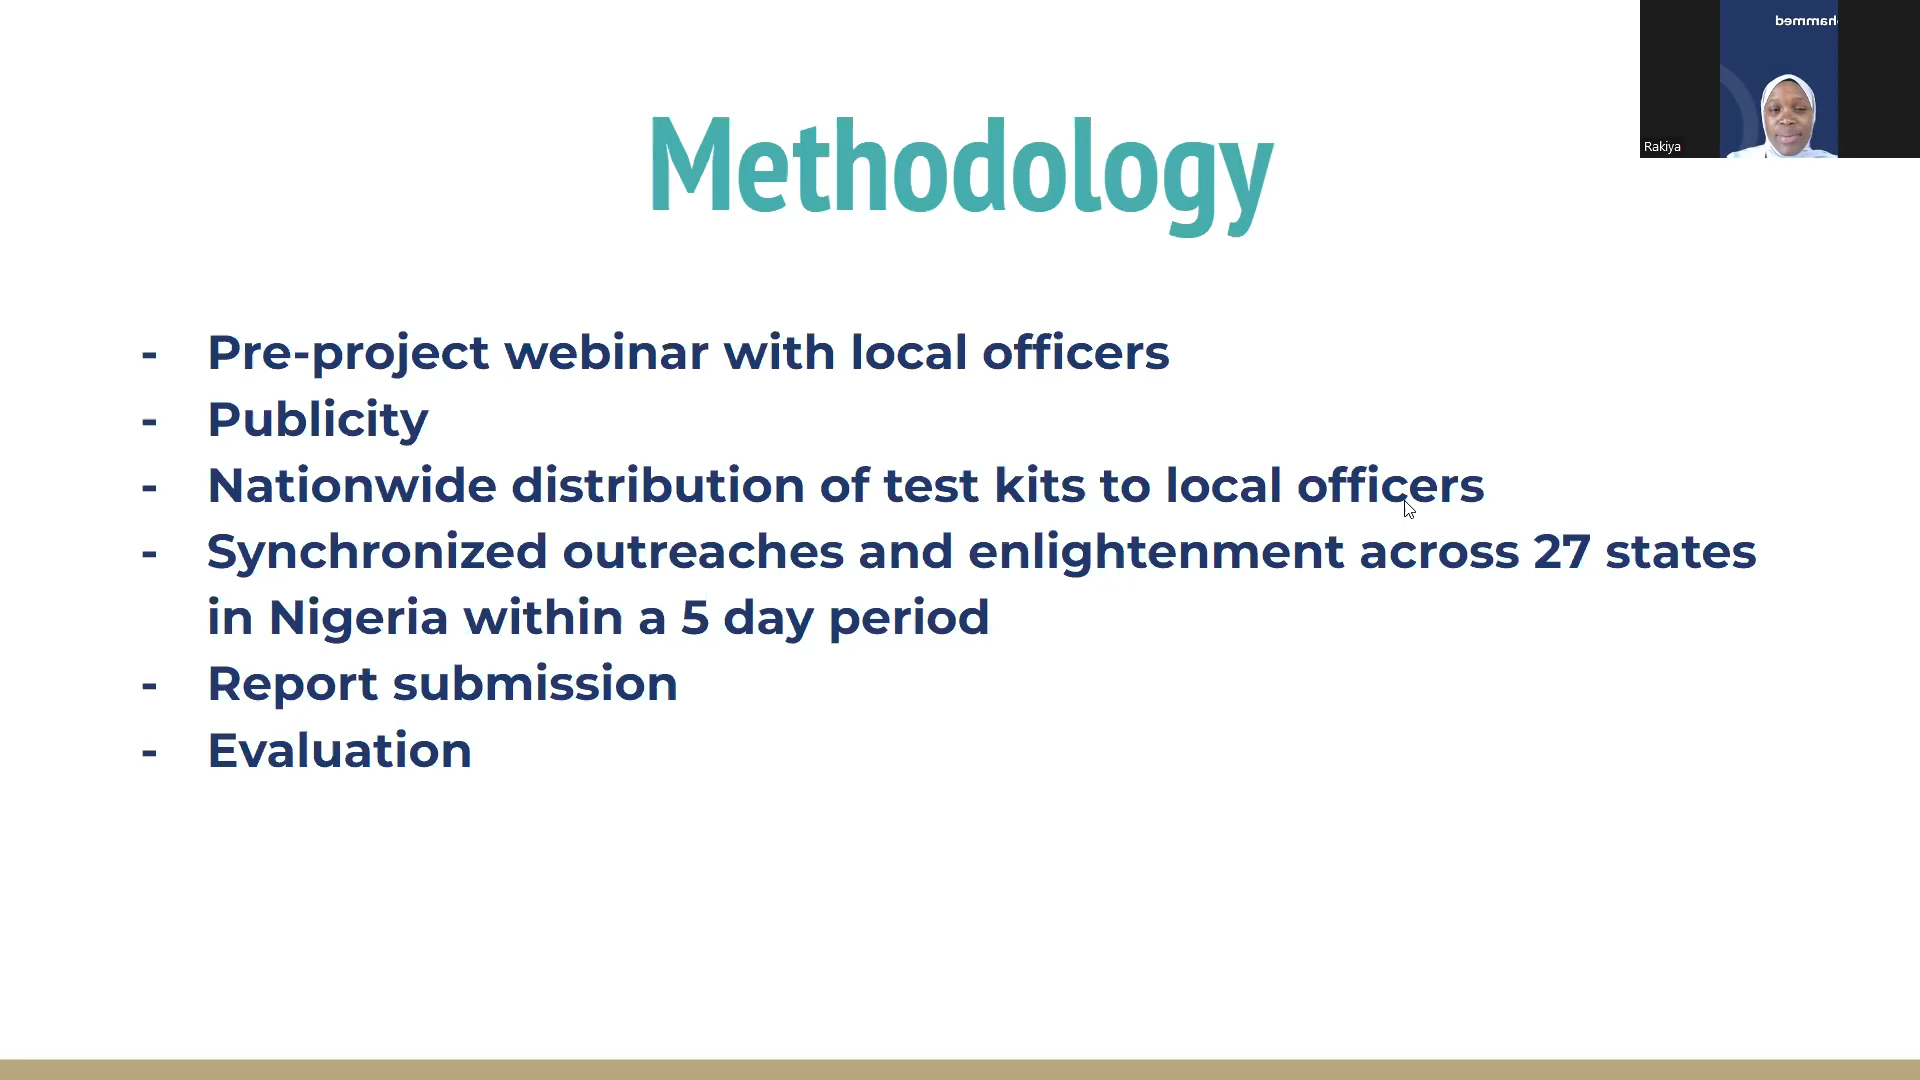 Methodology
- Pre-project webinar with local officers
- Publicity
- Nationwide distribution of test kits to local officers
- Synchronized outreaches and enlightenment across 27 states
in Nigeria within a 5 day period
- Report submission
- Evaluation
Rakiya